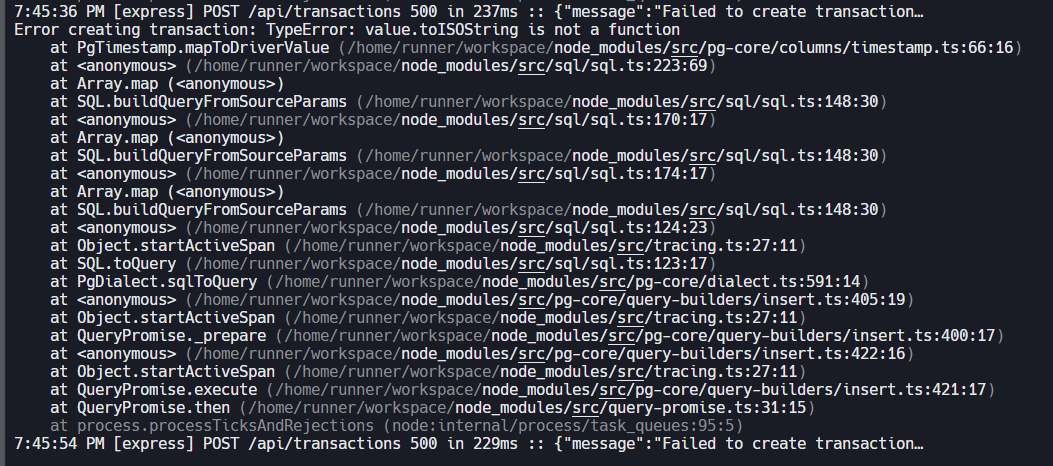 7:45:36 PM [express] POST /api/transactions 500 in 237ms :: {"message":"Failed to create transaction…
Error creating transaction: TypeError: value.toISOString is not a function
    at PgTimestamp.mapToDriverValue (/home/runner/workspace/node_modules/src/pg-core/columns/timestamp.ts:66:16)
    at <anonymous> (/home/runner/workspace/node_modules/src/sql/sql.ts:223:69)
    at Array.map (<anonymous>)
    at SQL.buildQueryFromSourceParams (/home/runner/workspace/node_modules/src/sql/sql.ts:148:30)
    at <anonymous> (/home/runner/workspace/node_modules/src/sql/sql.ts:170:17)
    at Array.map (<anonymous>)
    at SQL.buildQueryFromSourceParams (/home/runner/workspace/node_modules/src/sql/sql.ts:148:30)
    at <anonymous> (/home/runner/workspace/node_modules/src/sql/sql.ts:174:17)
    at Array.map (<anonymous>)
    at SQL.buildQueryFromSourceParams (/home/runner/workspace/node_modules/src/sql/sql.ts:148:30)
    at <anonymous> (/home/runner/workspace/node_modules/src/sql/sql.ts:124:23)
    at Object.startActiveSpan (/home/runner/workspace/node_modules/src/tracing.ts:27:11)
    at SQL.toQuery (/home/runner/workspace/node_modules/src/sql/sql.ts:123:17)
    at PgDialect.sqlToQuery (/home/runner/workspace/node_modules/src/pg-core/dialect.ts:591:14)
    at <anonymous> (/home/runner/workspace/node_modules/src/pg-core/query-builders/insert.ts:405:19)
    at Object.startActiveSpan (/home/runner/workspace/node_modules/src/tracing.ts:27:11)
    at QueryPromise._prepare (/home/runner/workspace/node_modules/src/pg-core/query-builders/insert.ts:400:17)
    at <anonymous> (/home/runner/workspace/node_modules/src/pg-core/query-builders/insert.ts:422:16)
    at Object.startActiveSpan (/home/runner/workspace/node_modules/src/tracing.ts:27:11)
    at QueryPromise.execute (/home/runner/workspace/node_modules/src/pg-core/query-builders/insert.ts:421:17)
    at QueryPromise.then (/home/runner/workspace/node_modules/src/query-promise.ts:31:15)
    at process.processTicksAndRejections (node:internal/process/task_queues:95:5)
7:45:54 PM [express] POST /api/transactions 500 in 229ms :: {"message":"Failed to create transaction…